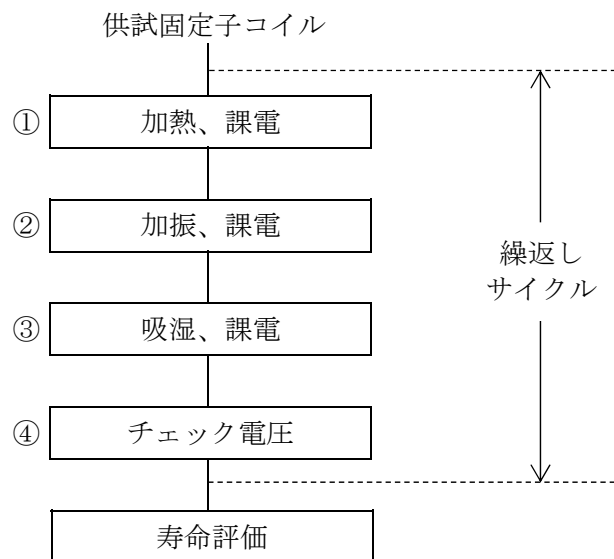 供試固定子コイル
① 加熱、課電
② 加振、課電
③ 吸湿、課電
④ チェック電圧
繰返し
サイクル
寿命評価